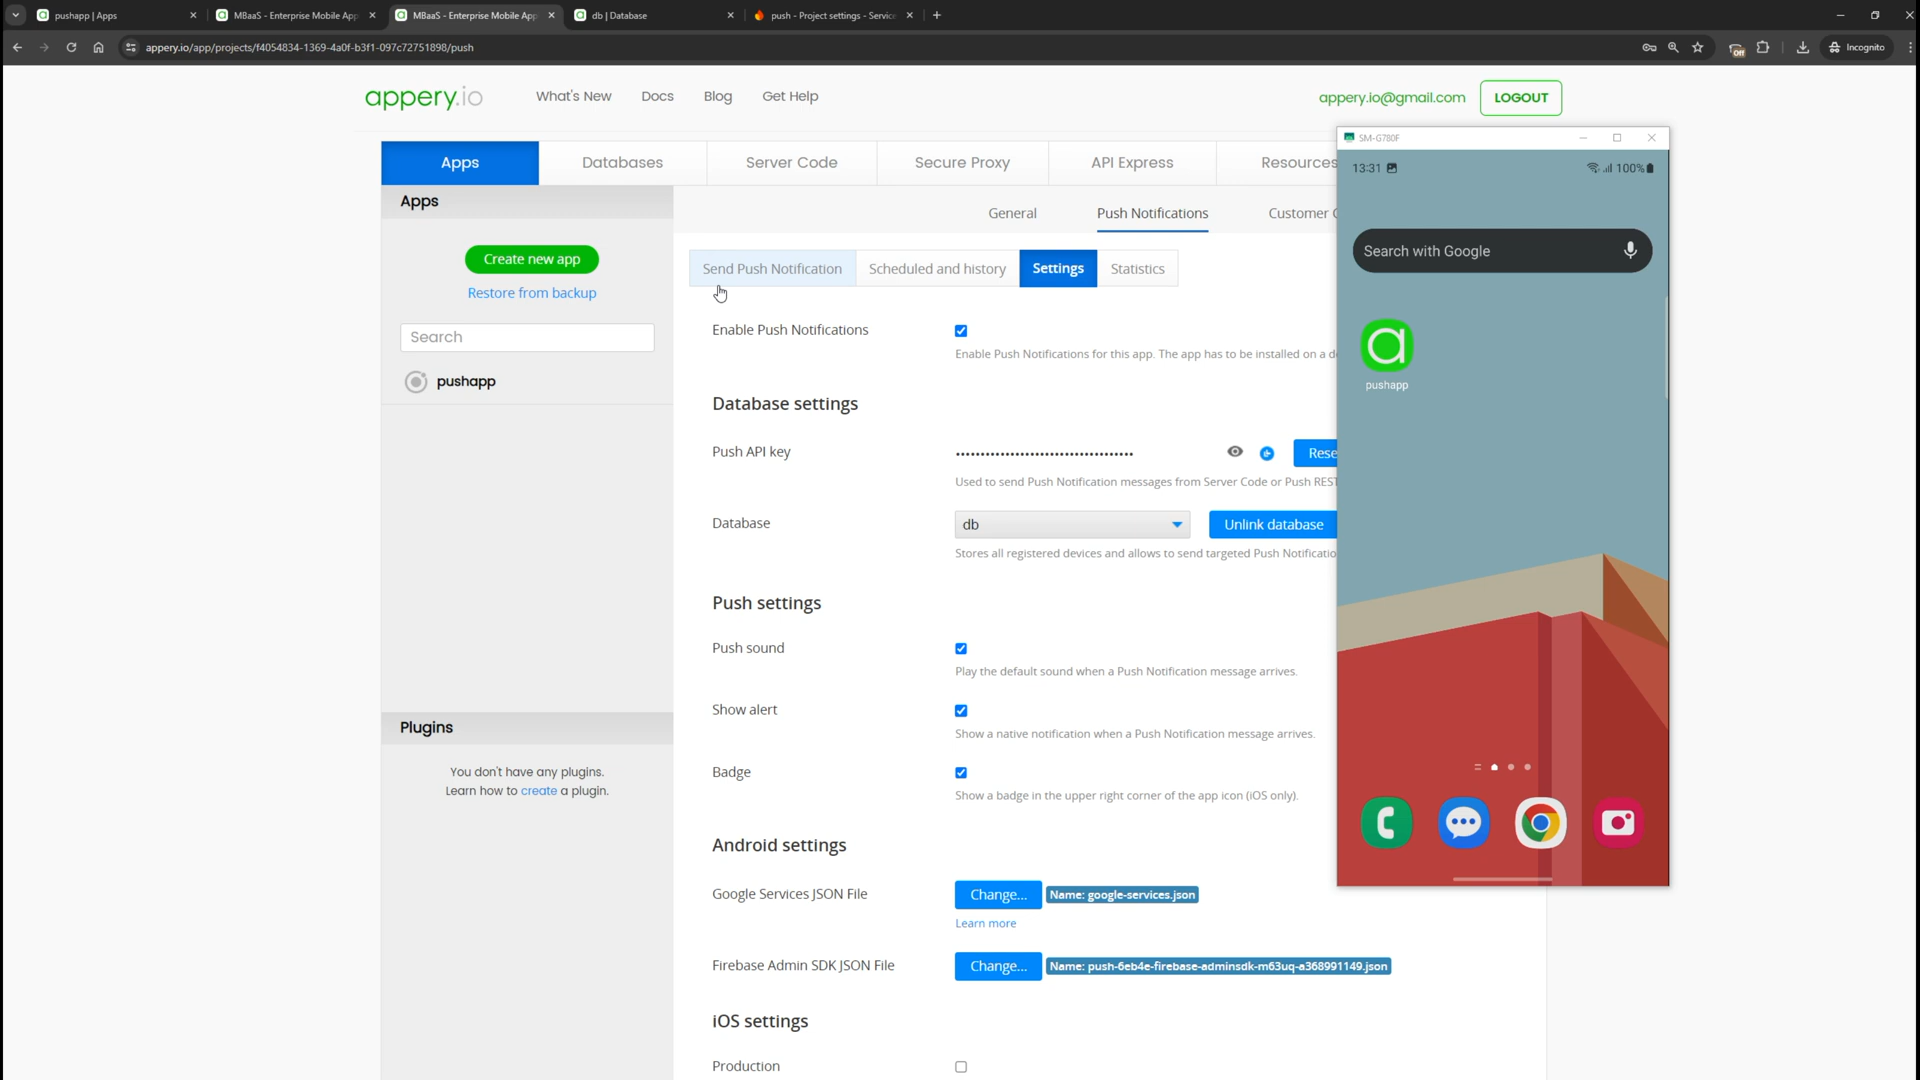 pushapp | Apps
MBaaS - Enterprise Mobile App
MBaaS - Enterprise Mobile App
db | Database
push - Project settings - Service
appery.io/app/projects/f4054834-1369-4a0f-b3f1-097c72751898/push
Off
Incognito
appery.io
What's New
Docs
Blog
Get Help
appery.io@gmail.com
LOGOUT
Apps
Databases
Server Code
Secure Proxy
API Express
Resources
Apps
Create new app
Restore from backup
Search
pushapp
Plugins
You don't have any plugins.
Learn how to create a plugin.
General
Push Notifications
Customer
Send Push Notification
Scheduled and history
Settings
Statistics
Enable Push Notifications
Enable Push Notifications for this app. The app has to be installed on a
Database settings
Push API key
Rese
Used to send Push Notification messages from Server Code or Push REST
Database
db
Unlink database
Stores all registered devices and allows to send targeted Push Notificatio
Push settings
Push sound
Play the default sound when a Push Notification message arrives.
Show alert
Show a native notification when a Push Notification message arrives.
Badge
Show a badge in the upper right corner of the app icon (iOS only).
Android settings
Google Services JSON File
Change...
Name: google-services.json
Learn more
Firebase Admin SDK JSON File
Change...
Name: push-6eb4e-firebase-adminsdk-m63uq-a368991149.json
iOS settings
Production
SM-G780F
13:31
100%
Search with Google
pushapp